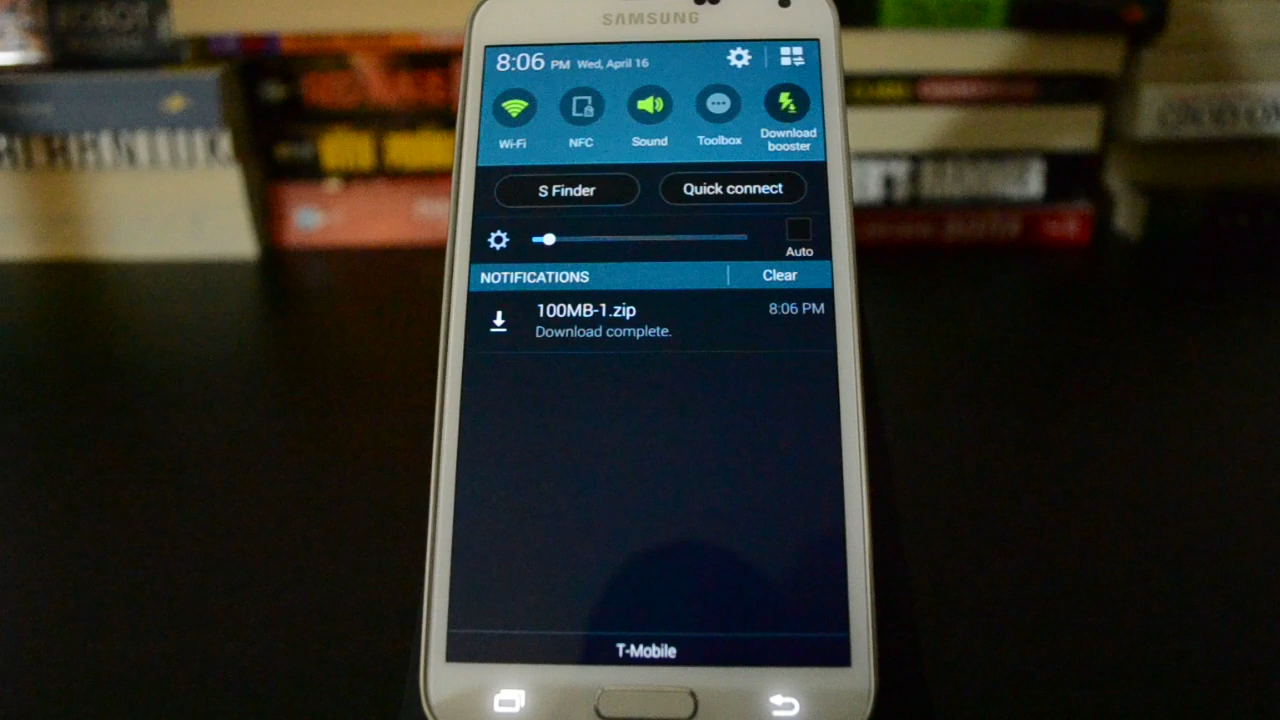 SAMSUNG
8:06 PM Wed, April 16
Wi-Fi
NFC
Sound
Toolbox
Download
booster
S Finder
Quick connect
Auto
NOTIFICATIONS
Clear
100MB-1.zip
8:06 PM
Download complete.
T-Mobile